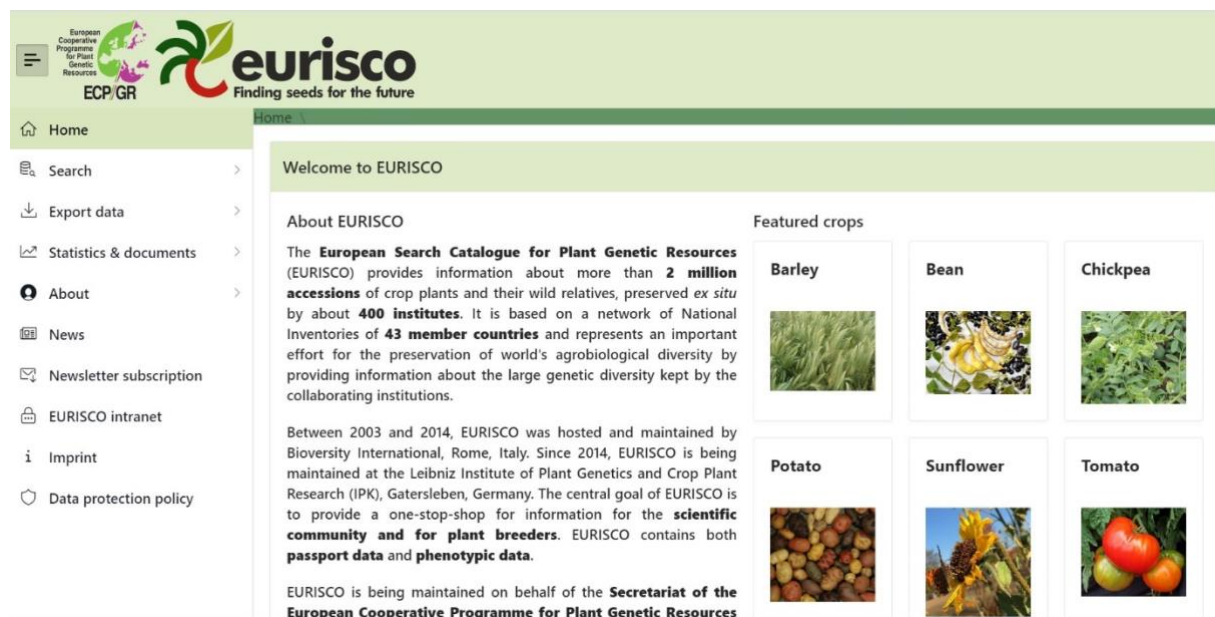 European
Cooperative
Programme
for Plant
Genetic
Resources
ECP/GR
eurisco
Finding seeds for the future
Home
Search
Export data
Statistics & documents
About
News
Newsletter subscription
EURISCO intranet
Imprint
Data protection policy
Home \
Welcome to EURISCO
About EURISCO
The European Search Catalogue for Plant Genetic Resources
(EURISCO) provides information about more than 2 million
accessions of crop plants and their wild relatives, preserved ex situ
by about 400 institutes. It is based on a network of National
Inventories of 43 member countries and represents an important
effort for the preservation of world's agrobiological diversity by
providing information about the large genetic diversity kept by the
collaborating institutions.
Between 2003 and 2014, EURISCO was hosted and maintained by
Bioversity International, Rome, Italy. Since 2014, EURISCO is being
maintained at the Leibniz Institute of Plant Genetics and Crop Plant
Research (IPK), Gatersleben, Germany. The central goal of EURISCO is
to provide a one-stop-shop for information for the scientific
community and for plant breeders. EURISCO contains both
passport data and phenotypic data.
EURISCO is being maintained on behalf of the Secretariat of the
European Cooperative Programme for Plant Genetic Resources
Featured crops
Barley
Bean
Chickpea
Potato
Sunflower
Tomato